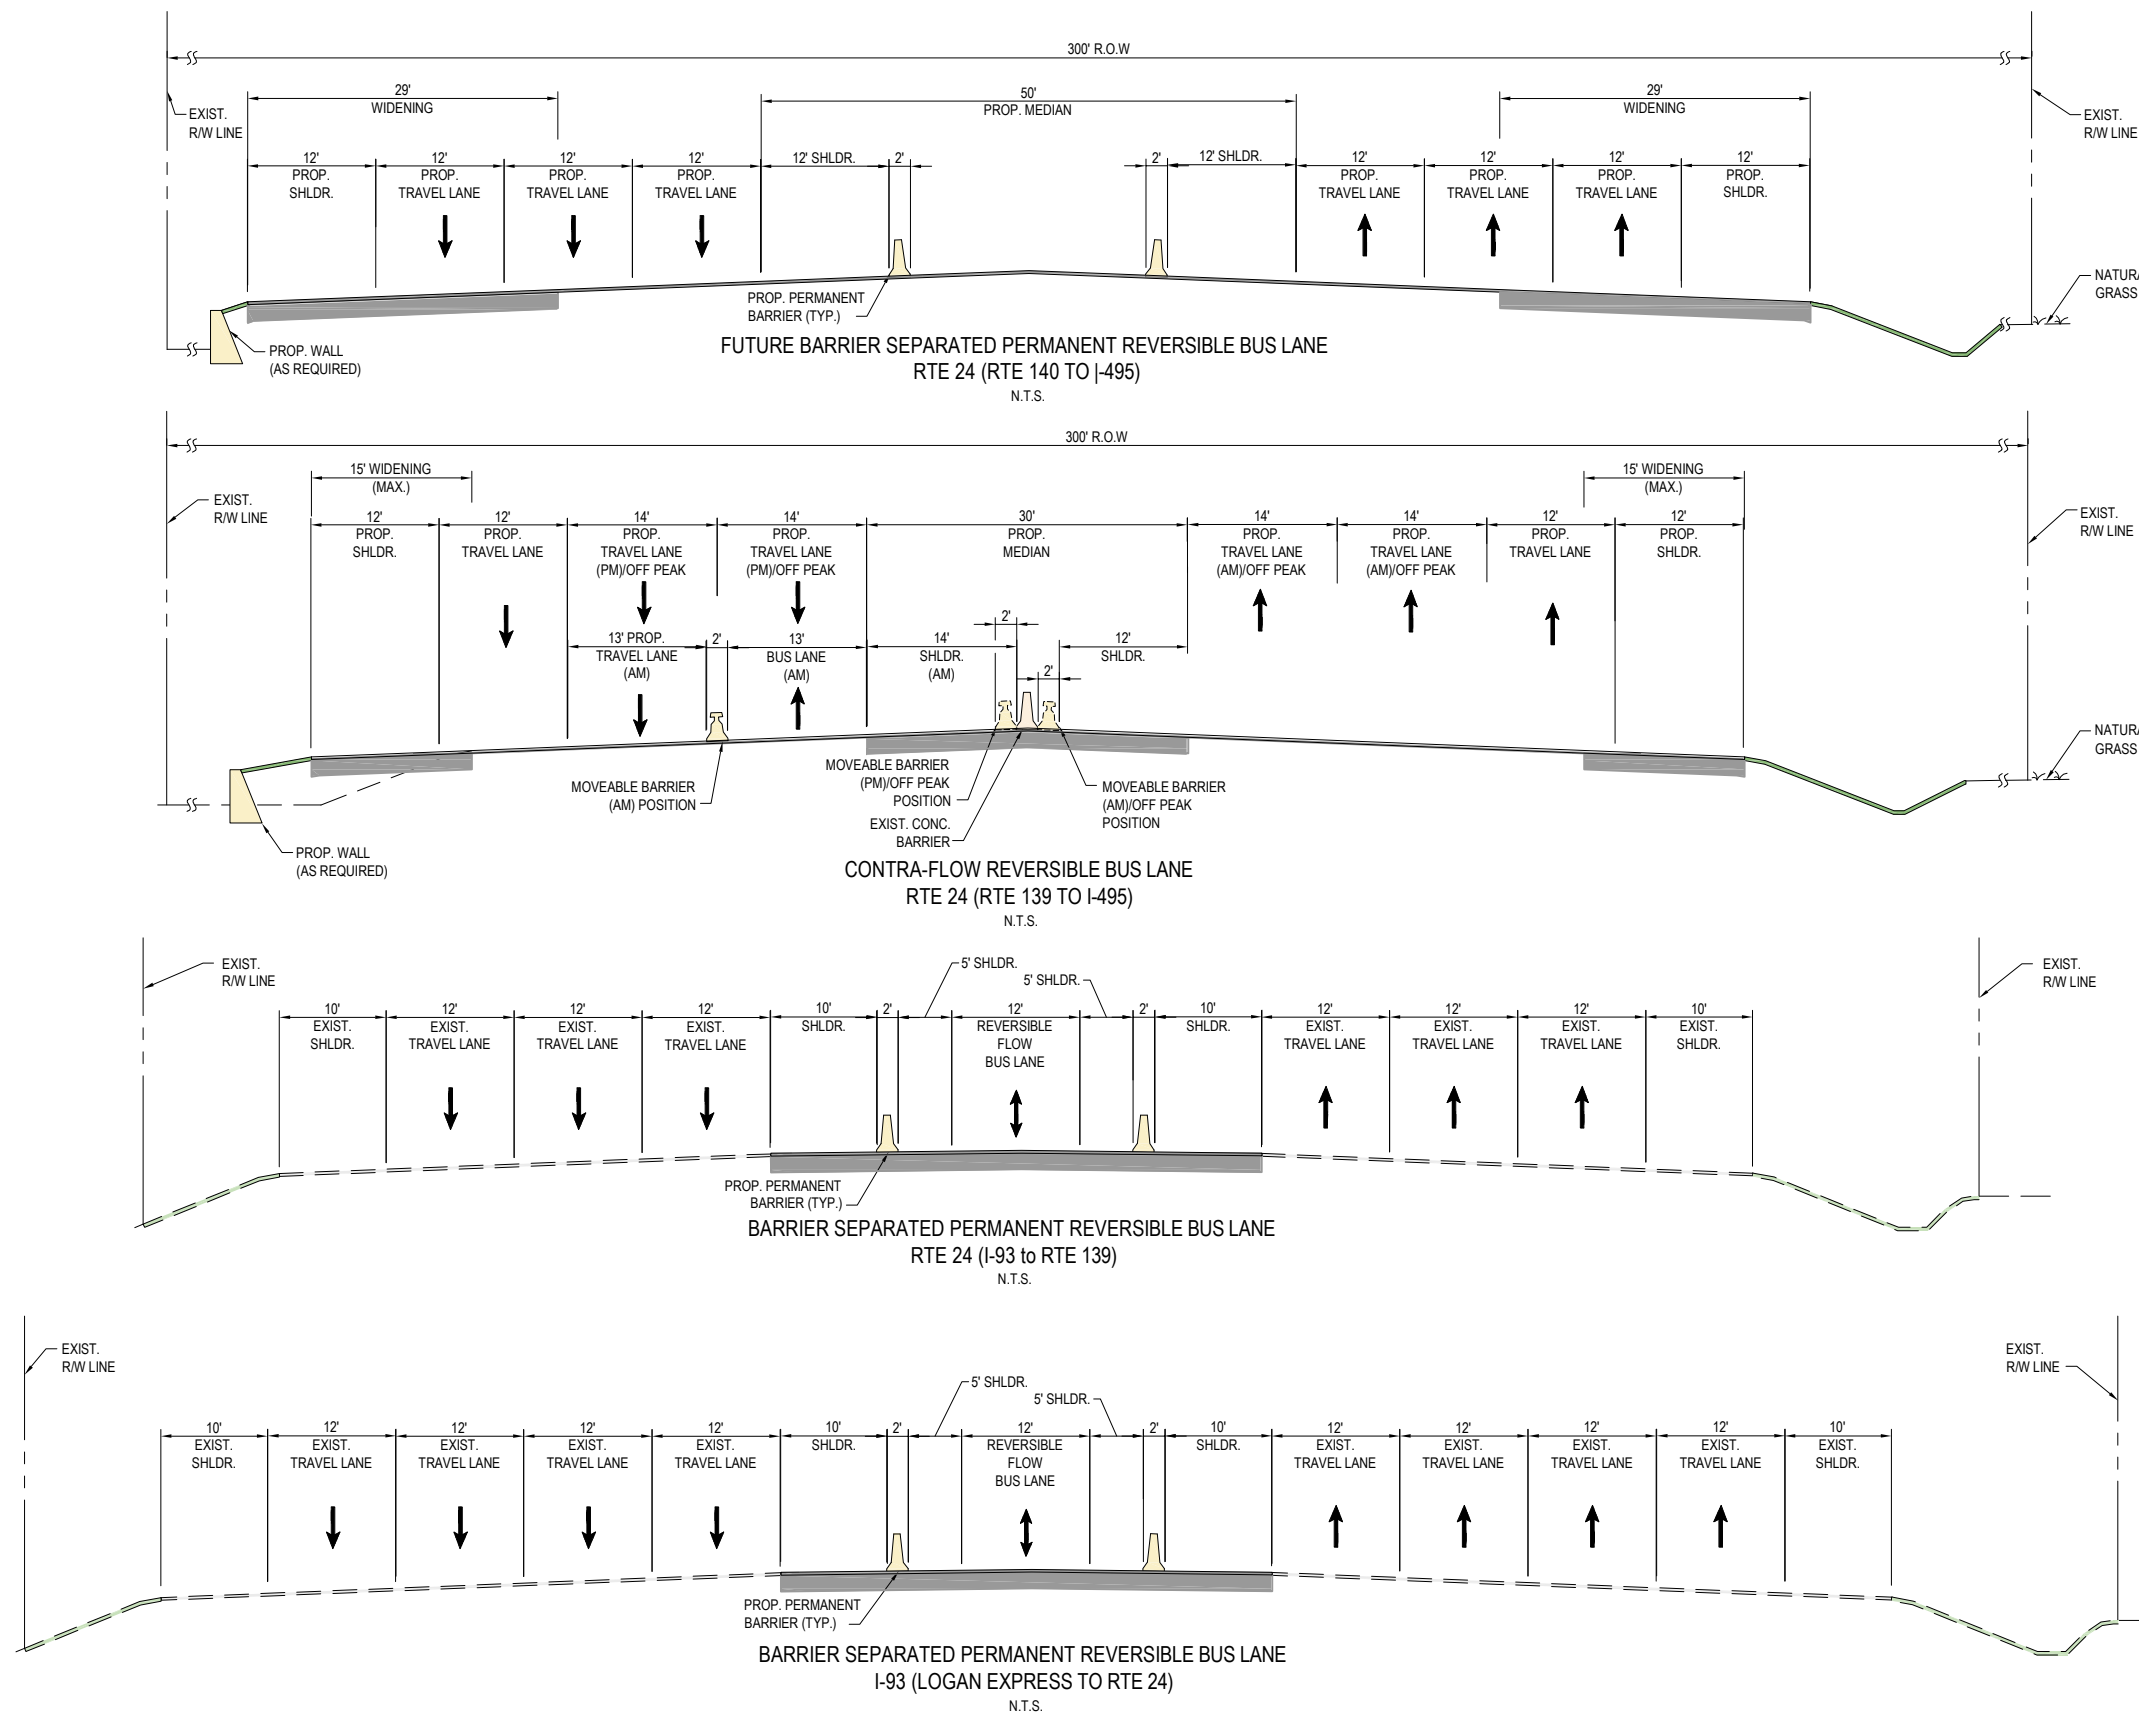 300' R.O.W
29'
WIDENING
50'
PROP. MEDIAN
29'
WIDENING
EXIST.
R/W LINE
EXIST.
R/W LINE
12'
PROP.
SHLDR.
12'
PROP.
TRAVEL LANE
12'
PROP.
TRAVEL LANE
12'
PROP.
TRAVEL LANE
12' SHLDR.
2'
2'
12' SHLDR.
12'
PROP.
TRAVEL LANE
12'
PROP.
TRAVEL LANE
12'
PROP.
TRAVEL LANE
12'
PROP.
SHLDR.
NATURA
GRASS
PROP. PERMANENT
BARRIER (TYP.)
PROP. WALL
(AS REQUIRED)
FUTURE BARRIER SEPARATED PERMANENT REVERSIBLE BUS LANE
RTE 24 (RTE 140 TO |-495)
N.T.S.
300' R.O.W
15' WIDENING
(MAX.)
15' WIDENING
(MAX.)
EXIST.
R/W LINE
EXIST.
R/W LINE
12'
PROP.
SHLDR.
12'
PROP.
TRAVEL LANE
14'
PROP.
TRAVEL LANE
(PM)/OFF PEAK
14'
PROP.
TRAVEL LANE
(PM)/OFF PEAK
30'
PROP.
MEDIAN
14'
PROP.
TRAVEL LANE
(AM)/OFF PEAK
14'
PROP.
TRAVEL LANE
(AM)/OFF PEAK
12'
PROP.
TRAVEL LANE
12'
PROP.
SHLDR.
13' PROP.
TRAVEL LANE
(AM)
2'
13'
BUS LANE
(AM)
14'
SHLDR.
(AM)
2'
2'
12'
SHLDR.
NATURA
GRASS
MOVEABLE BARRIER
(AM) POSITION
MOVEABLE BARRIER
(PM)/OFF PEAK
POSITION
EXIST. CONC.
BARRIER
MOVEABLE BARRIER
(AM)/OFF PEAK
POSITION
PROP. WALL
(AS REQUIRED)
CONTRA-FLOW REVERSIBLE BUS LANE
RTE 24 (RTE 139 TO I-495)
N.T.S.
EXIST.
R/W LINE
5' SHLDR.
5' SHLDR.
EXIST.
R/W LINE
10'
EXIST.
SHLDR.
12'
EXIST.
TRAVEL LANE
12'
EXIST.
TRAVEL LANE
12'
EXIST.
TRAVEL LANE
10'
SHLDR.
2'
12'
REVERSIBLE
FLOW
BUS LANE
2'
10'
SHLDR.
12'
EXIST.
TRAVEL LANE
12'
EXIST.
TRAVEL LANE
12'
EXIST.
TRAVEL LANE
10'
EXIST.
SHLDR.
PROP. PERMANENT
BARRIER (TYP.)
BARRIER SEPARATED PERMANENT REVERSIBLE BUS LANE
RTE 24 (I-93 to RTE 139)
N.T.S.
EXIST.
R/W LINE
5' SHLDR.
5' SHLDR.
EXIST.
R/W LINE
10'
EXIST.
SHLDR.
12'
EXIST.
TRAVEL LANE
12'
EXIST.
TRAVEL LANE
12'
EXIST.
TRAVEL LANE
12'
EXIST.
TRAVEL LANE
10'
SHLDR.
2'
12'
REVERSIBLE
FLOW
BUS LANE
2'
10'
SHLDR.
12'
EXIST.
TRAVEL LANE
12'
EXIST.
TRAVEL LANE
12'
EXIST.
TRAVEL LANE
12'
EXIST.
TRAVEL LANE
10'
EXIST.
SHLDR.
PROP. PERMANENT
BARRIER (TYP.)
BARRIER SEPARATED PERMANENT REVERSIBLE BUS LANE
I-93 (LOGAN EXPRESS TO RTE 24)
N.T.S.